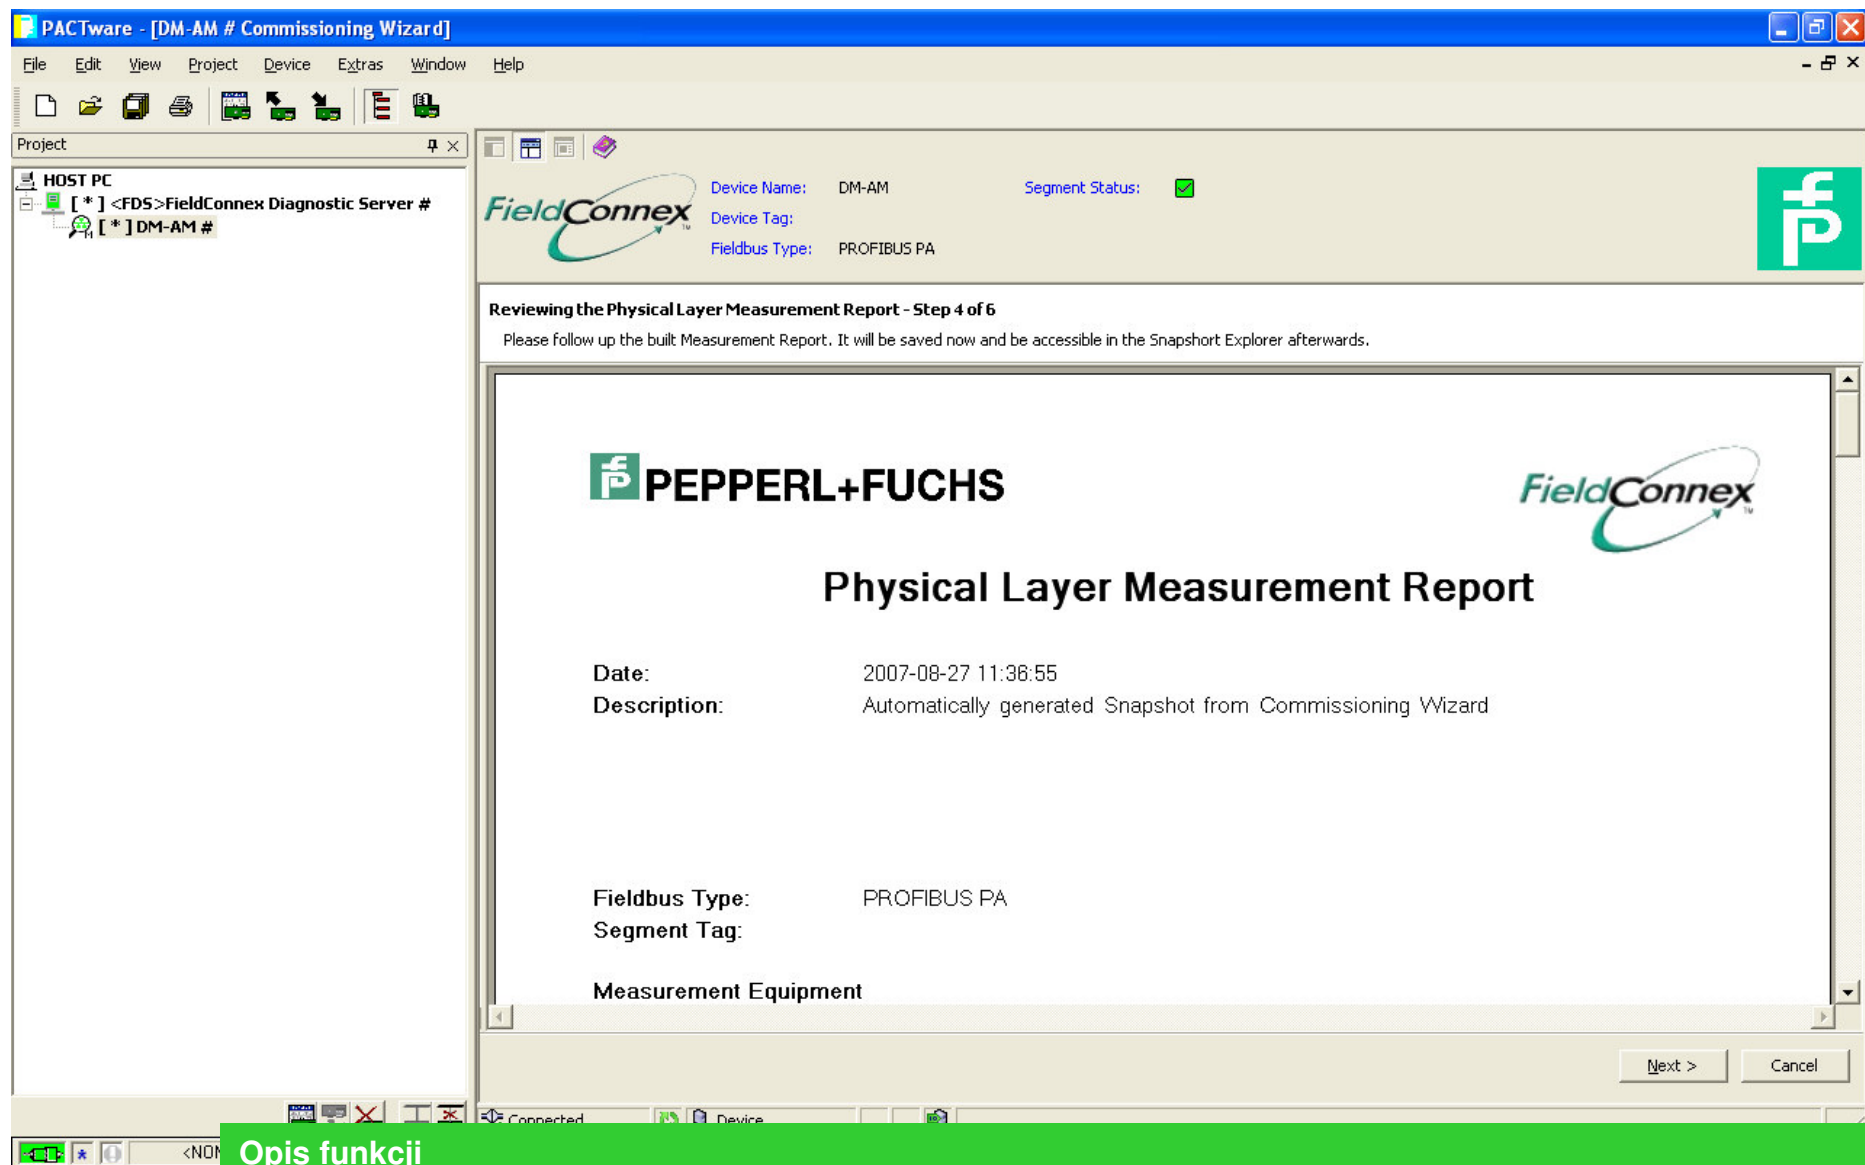 PACTware - [DM-AM # Commissioning Wizard]
File Edit View Project Device Extras Window Help
Project
HOST PC
[ * ] <FDS>FieldConnex Diagnostic Server #
[ * ] DM-AM #
FieldConnex TM
Device Name: DM-AM Segment Status:
Device Tag:
Fieldbus Type: PROFIBUS PA
Reviewing the Physical Layer Measurement Report - Step 4 of 6
Please follow up the built Measurement Report. It will be saved now and be accessible in the Snapshort Explorer afterwards.
PEPPERL+FUCHS
FieldConnex TM
Physical Layer Measurement Report
Date: 2007-08-27 11:36:55
Description: Automatically generated Snapshot from Commissioning Wizard
Fieldbus Type: PROFIBUS PA
Segment Tag:
Measurement Equipment
Next > Cancel
Connected Device
Opis funkcji